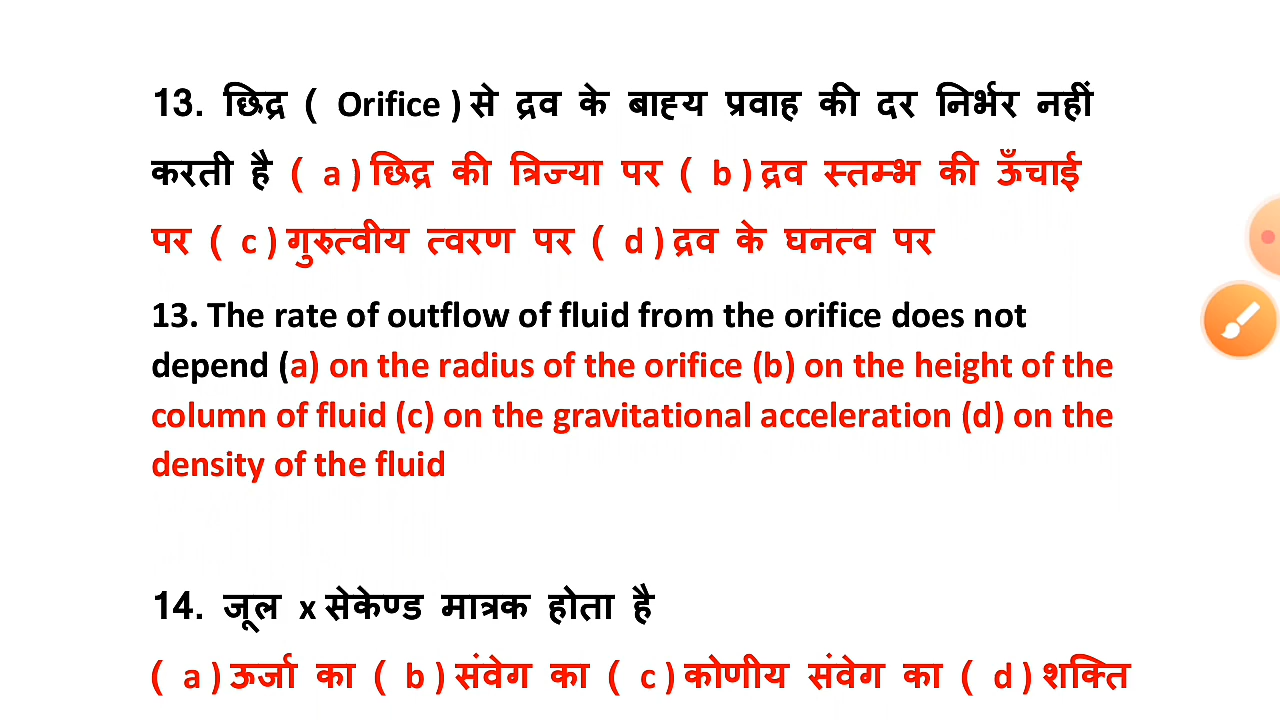 13. छिद्र ( Orifice ) से द्रव के बाह्य प्रवाह की दर निर्भर नहीं
करती है ( a ) छिद्र की त्रिज्या पर ( b ) द्रव स्तम्भ की ऊँचाई
पर ( c ) गुरुत्वीय त्वरण पर ( d ) द्रव के घनत्व पर
13. The rate of outflow of fluid from the orifice does not
depend (a) on the radius of the orifice (b) on the height of the
column of fluid (c) on the gravitational acceleration (d) on the
density of the fluid
14. जूल x सेकेण्ड मात्रक होता है
( a ) ऊर्जा का ( b ) संवेग का ( c ) कोणीय संवेग का ( d ) शक्ति